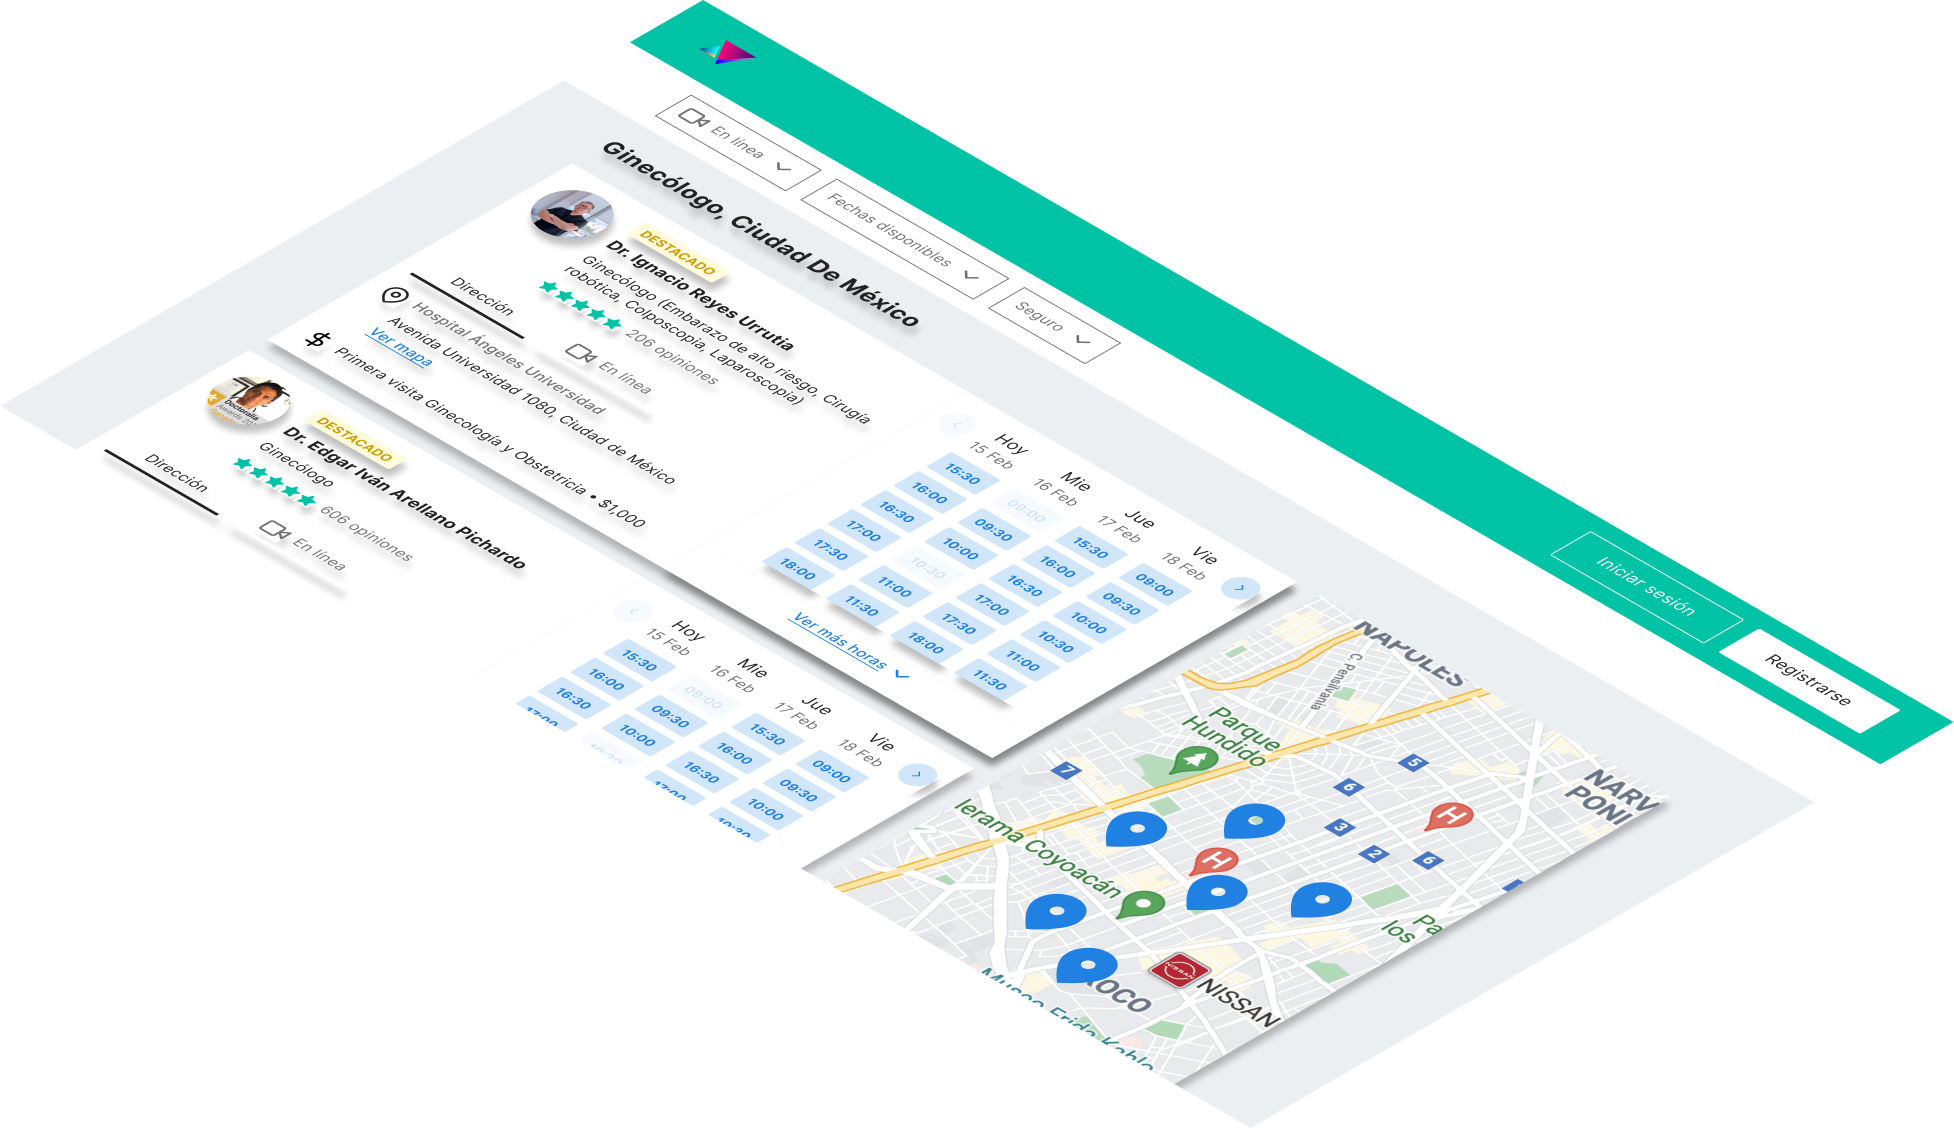 Iniciar sesión
Registrarse
En línea
Fechas disponibles
Seguro
Ginecólogo, Ciudad De México
DESTACADO
Dr. Ignacio Reyes Urrutia
Ginecólogo (Embarazo de alto riesgo, Cirugía
robótica, Colposcopia, Laparoscopia)
206 opiniones
Dirección
En línea
Hospital Ángeles Universidad
Avenida Universidad 1080, Ciudad de México
Ver mapa
Primera visita Ginecología y Obstetricia • $1,000
Hoy Mie Jue Vie
15 Feb 16 Feb 17 Feb 18 Feb
15:30 09:00 15:30 09:00
16:00 09:30 16:00 09:30
16:30 10:00 16:30 10:00
17:00 10:30 17:00 10:30
17:30 11:00 17:30 11:00
18:00 11:30 18:00 11:30
Ver más horas
DESTACADO
Dr. Edgar Iván Arellano Pichardo
Ginecólogo
606 opiniones
Dirección
En línea
Doctoralia
Awards 20
Hoy Mie Jue Vie
15 Feb 16 Feb 17 Feb 18 Feb
15:30 09:00 15:30 09:00
16:00 09:30 16:00 09:30
16:30 10:00 16:30 10:00
17:00 10:30 17:00 10:30
NÁPOLES
C. Pensilvania
Parque
Hundido
NARV
PONI
7
5
6
3
2
6
H
H
lerama Coyoacán
Pa
los
XOCO
NISSAN
NISSAN
Museo Frida Kahlo